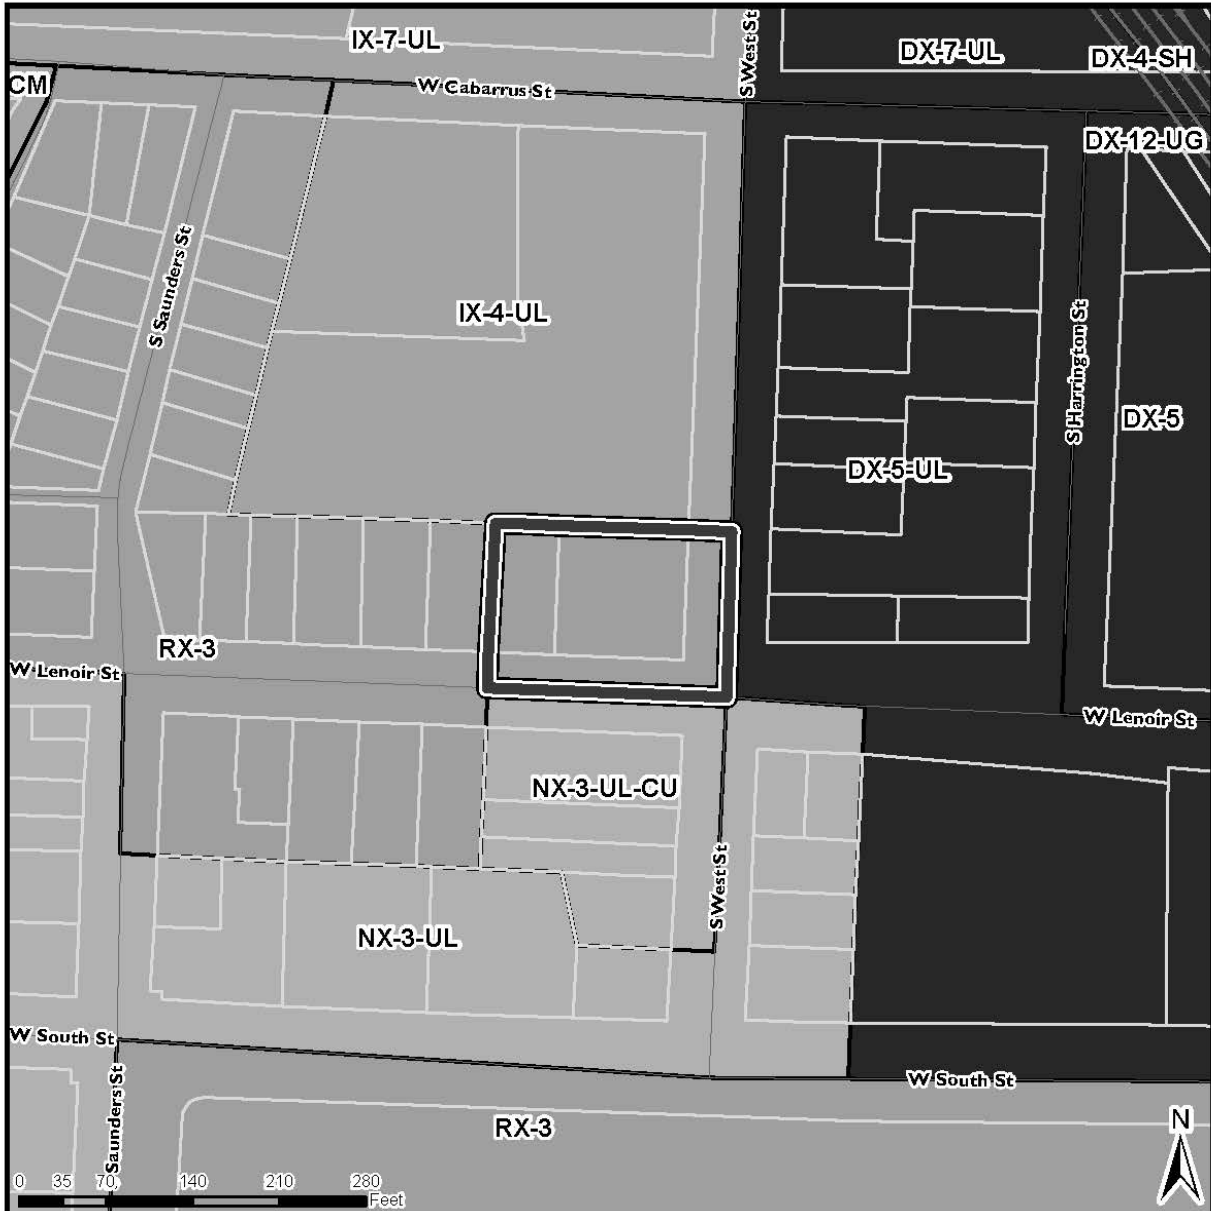 IX-7-UL
S West St
DX-7-UL
DX-4-SH
CM
W Cabarrus St
DX-12-UG
S Saunders St
IX-4-UL
S Harrington St
DX-5
DX-5-UL
RX-3
W Lenoir St
W Lenoir St
NX-3-UL-CU
S West St
NX-3-UL
W South St
W South St
Saunders St
RX-3
N
0 35 70 140 210 280
Feet